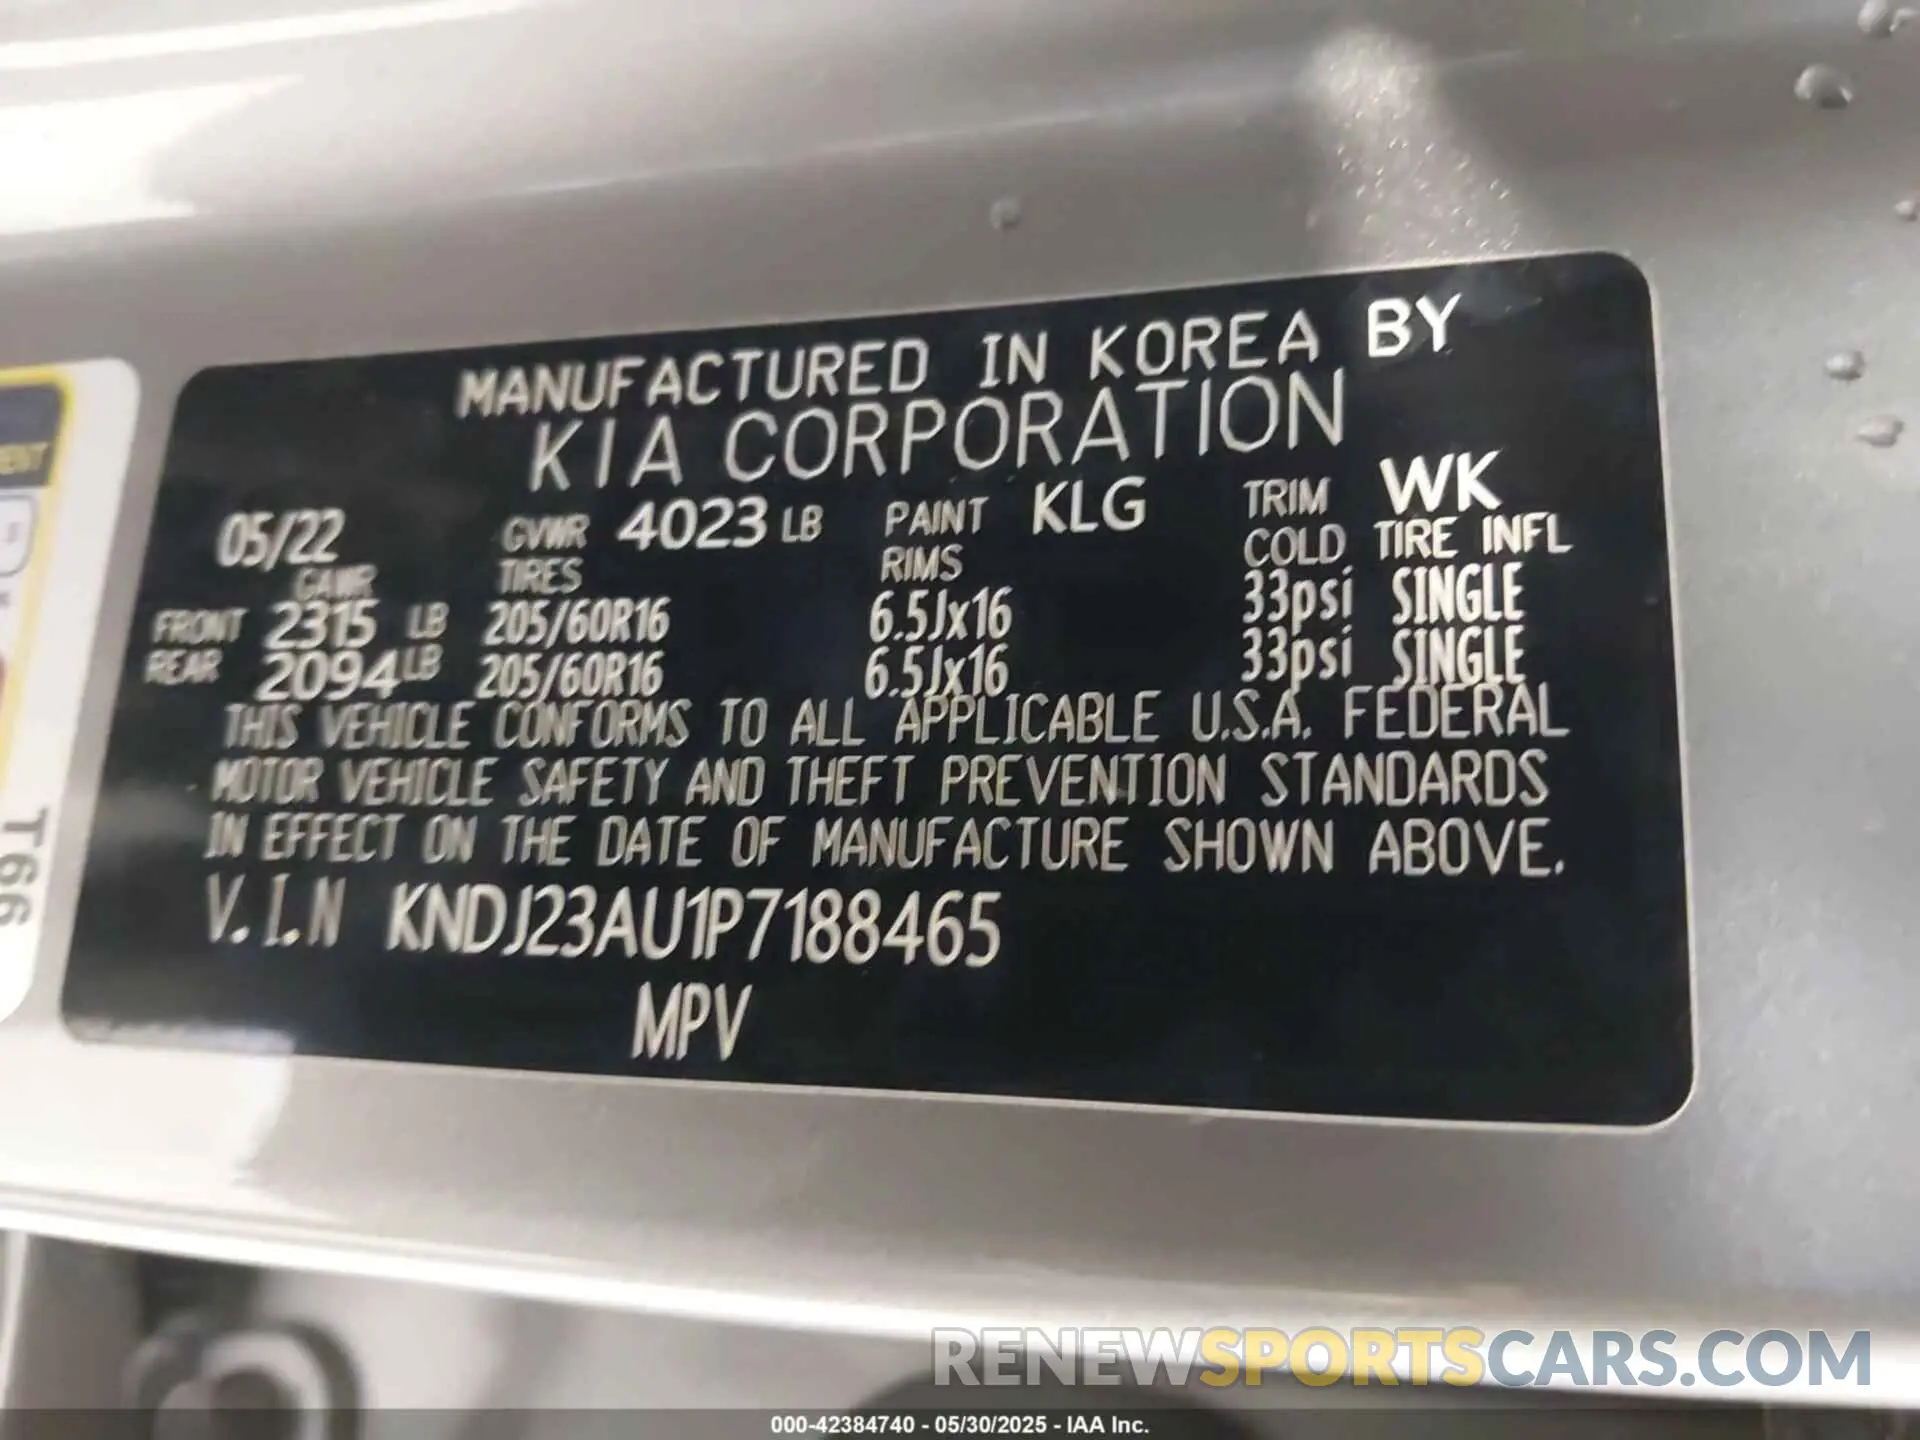 MANUFACTURED IN KOREA BY
KIA CORPORATION
05/22 GVWR 4023 LB PAINT KLG TRIM WK
GAWR TIRES RIMS COLD TIRE INFL
FRONT 2315 LB 205/60R16 6.5Jx16 33psi SINGLE
REAR 2094 LB 205/60R16 6.5Jx16 33psi SINGLE
THIS VEHICLE CONFORMS TO ALL APPLICABLE U.S.A. FEDERAL
MOTOR VEHICLE SAFETY AND THEFT PREVENTION STANDARDS
IN EFFECT ON THE DATE OF MANUFACTURE SHOWN ABOVE.
V.I.N KNDJ23AU1P7188465
MPV
T66
RENEWSPORTSCARS.COM
000-42384740 - 05/30/2025 - IAA Inc.